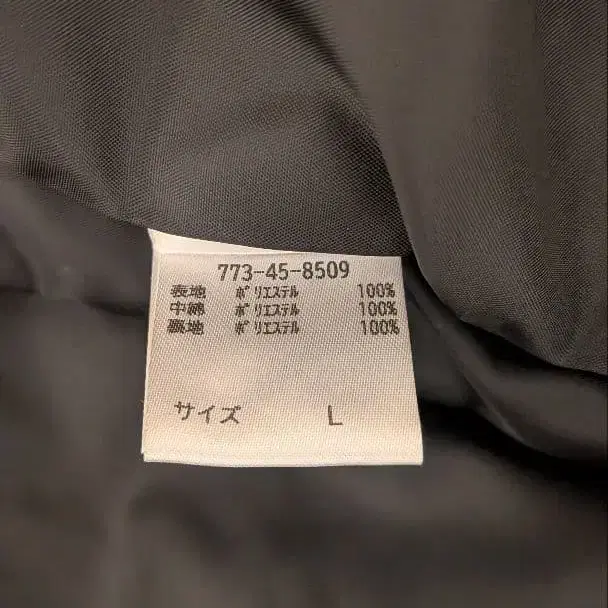 773-45-8509
表地 ポリエステル 100%
中綿 ポリエステル 100%
裏地 ポリエステル 100%
サイズ L